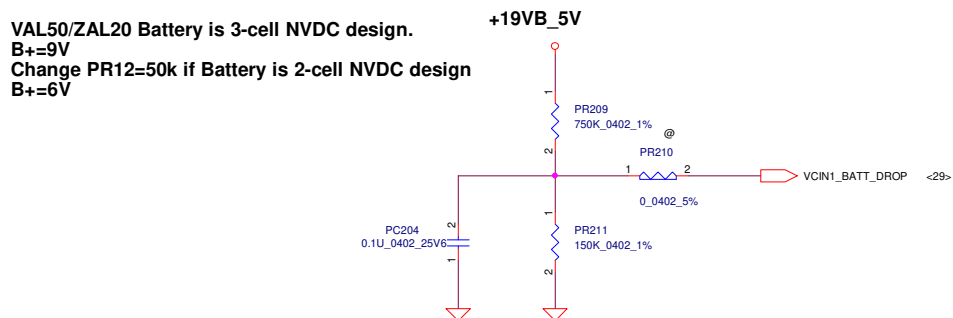 VAL50/ZAL20 Battery is 3-cell NVDC design.
B+=9V
Change PR12=50k if Battery is 2-cell NVDC design
B+=6V
+19VB_5V
1
PR209
750K_0402_1%
2
@
PR210
1
2
0_0402_5%
VCIN1_BATT_DROP <29>
PC204
0.1U_0402_25V6
2
1
1
PR211
150K_0402_1%
2